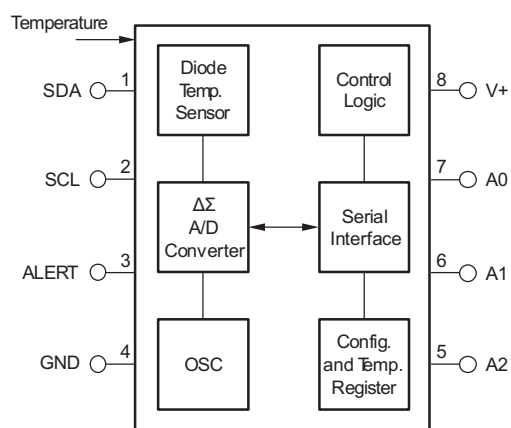 Temperature
SDA
1
SCL
2
ALERT
3
GND
4
Diode
Temp.
Sensor
ΔΣ
A/D
Converter
OSC
Control
Logic
Serial
Interface
Config.
and Temp.
Register
8
V+
7
A0
6
A1
5
A2